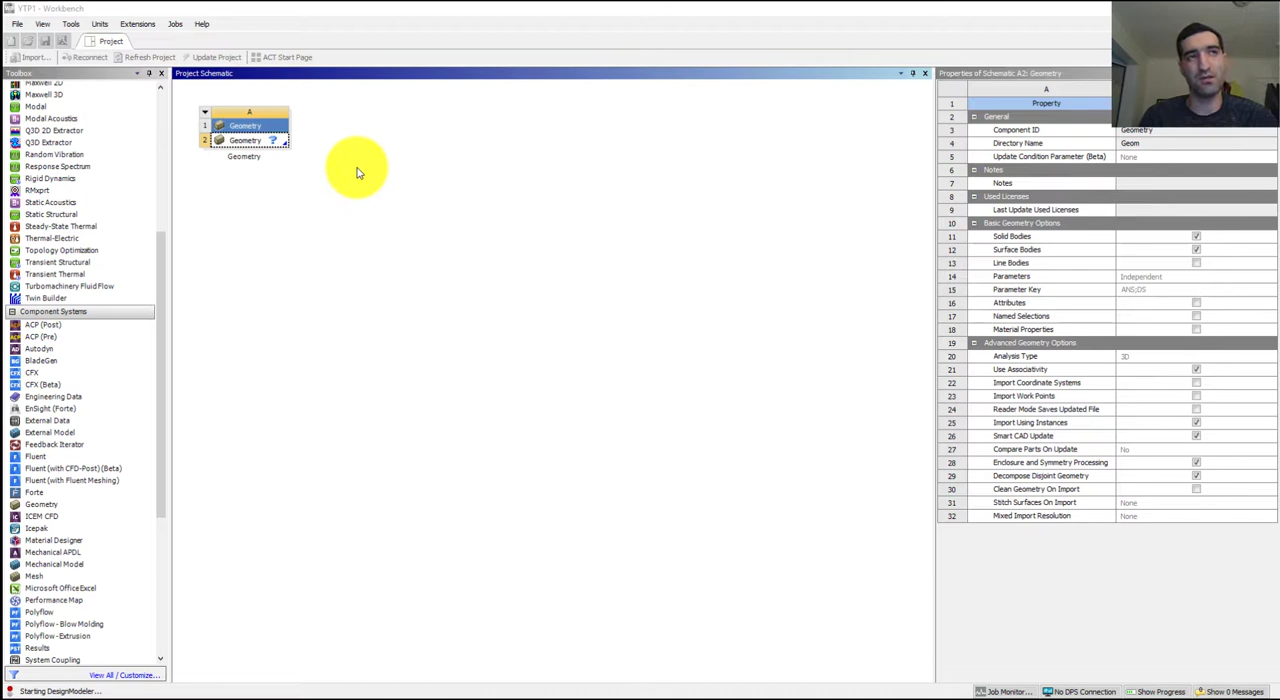 YTP1 - Workbench
File View Tools Units Extensions Jobs Help
Project
Import... Reconnect Refresh Project Update Project ACT Start Page
Toolbox
Maxwell 2D
Maxwell 3D
Modal
Modal Acoustics
Q3D 2D Extractor
Q3D Extractor
Random Vibration
Response Spectrum
Rigid Dynamics
RMxprt
Static Acoustics
Static Structural
Steady-State Thermal
Thermal-Electric
Topology Optimization
Transient Structural
Transient Thermal
Turbomachinery Fluid Flow
Twin Builder
Component Systems
ACP (Post)
ACP (Pre)
Autodyn
BladeGen
CFX
CFX (Beta)
Engineering Data
EnSight (Forte)
External Data
External Model
Feedback Iterator
Fluent
Fluent (with CFD-Post) (Beta)
Fluent (with Fluent Meshing)
Forte
Geometry
ICEM CFD
Icepak
Material Designer
Mechanical APDL
Mechanical Model
Mesh
Microsoft Office Excel
Performance Map
Polyflow
Polyflow - Blow Molding
Polyflow - Extrusion
Results
System Coupling
View All / Customize...
Project Schematic
A
1 Geometry
2 Geometry ?
Geometry
Properties of Schematic A2: Geometry
A
1 Property
2 General
3 Component ID Geometry
4 Directory Name Geom
5 Update Condition Parameter (Beta) None
6 Notes
7 Notes
8 Used Licenses
9 Last Update Used Licenses
10 Basic Geometry Options
11 Solid Bodies
12 Surface Bodies
13 Line Bodies
14 Parameters Independent
15 Parameter Key ANS;DS
16 Attributes
17 Named Selections
18 Material Properties
19 Advanced Geometry Options
20 Analysis Type 3D
21 Use Associativity
22 Import Coordinate Systems
23 Import Work Points
24 Reader Mode Saves Updated File
25 Import Using Instances
26 Smart CAD Update
27 Compare Parts On Update No
28 Enclosure and Symmetry Processing
29 Decompose Disjoint Geometry
30 Clean Geometry On Import
31 Stitch Surfaces On Import None
32 Mixed Import Resolution None
Starting DesignModeler... Job Monitor... No DPS Connection Show Progress Show 0 Messages